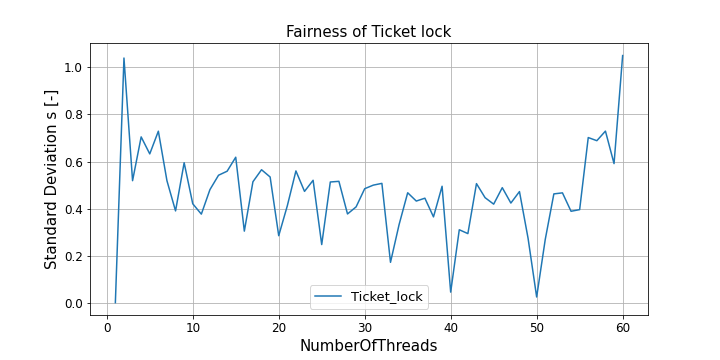 Fairness of Ticket lock
Standard Deviation s [-]
1.0
0.8
0.6
0.4
0.2
0.0
Ticket_lock
0 10 20 30 40 50 60
NumberOfThreads